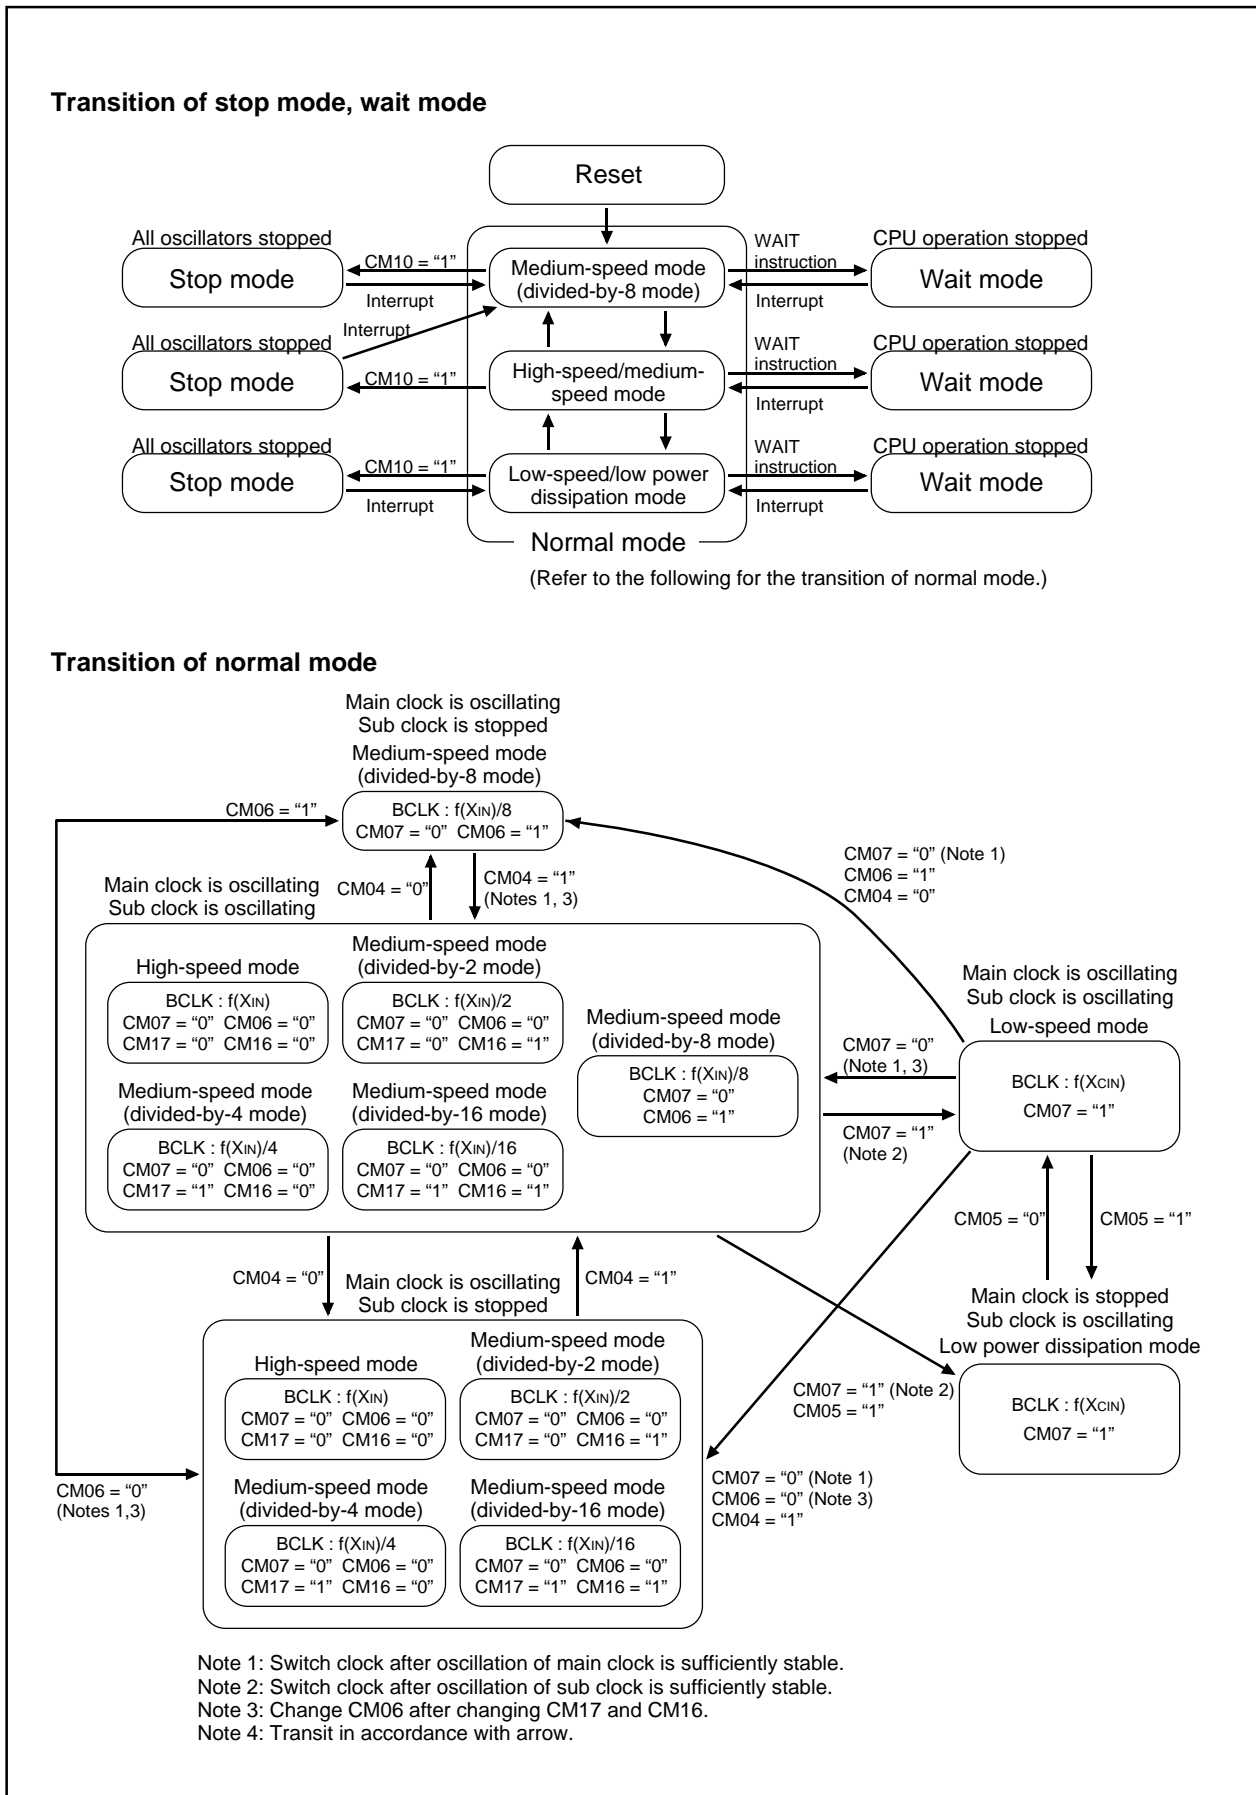 Transition of stop mode, wait mode
Reset
All oscillators stopped
Stop mode
CM10 = “1”
Interrupt
Medium-speed mode
(divided-by-8 mode)
WAIT
instruction
Interrupt
CPU operation stopped
Wait mode
Interrupt
All oscillators stopped
Stop mode
CM10 = “1”
High-speed/medium-
speed mode
WAIT
instruction
Interrupt
CPU operation stopped
Wait mode
All oscillators stopped
Stop mode
CM10 = “1”
Interrupt
Low-speed/low power
dissipation mode
WAIT
instruction
Interrupt
CPU operation stopped
Wait mode
Normal mode
(Refer to the following for the transition of normal mode.)
Transition of normal mode
Main clock is oscillating
Sub clock is stopped
Medium-speed mode
(divided-by-8 mode)
CM06 = “1”
BCLK : f(XIN)/8
CM07 = “0” CM06 = “1”
CM07 = “0” (Note 1)
CM06 = “1”
CM04 = “0”
Main clock is oscillating
Sub clock is oscillating
CM04 = “0”
CM04 = “1”
(Notes 1, 3)
High-speed mode
BCLK : f(XIN)
CM07 = “0” CM06 = “0”
CM17 = “0” CM16 = “0”
Medium-speed mode
(divided-by-2 mode)
BCLK : f(XIN)/2
CM07 = “0” CM06 = “0”
CM17 = “0” CM16 = “1”
Medium-speed mode
(divided-by-8 mode)
BCLK : f(XIN)/8
CM07 = “0”
CM06 = “1”
Medium-speed mode
(divided-by-4 mode)
BCLK : f(XIN)/4
CM07 = “0” CM06 = “0”
CM17 = “1” CM16 = “0”
Medium-speed mode
(divided-by-16 mode)
BCLK : f(XIN)/16
CM07 = “0” CM06 = “0”
CM17 = “1” CM16 = “1”
CM07 = “0”
(Note 1, 3)
CM07 = “1”
(Note 2)
Main clock is oscillating
Sub clock is oscillating
Low-speed mode
BCLK : f(XCIN)
CM07 = “1”
CM05 = “0”
CM05 = “1”
CM04 = “0”
Main clock is oscillating
Sub clock is stopped
CM04 = “1”
Main clock is stopped
Sub clock is oscillating
Low power dissipation mode
BCLK : f(XCIN)
CM07 = “1”
CM07 = “1” (Note 2)
CM05 = “1”
High-speed mode
BCLK : f(XIN)
CM07 = “0” CM06 = “0”
CM17 = “0” CM16 = “0”
Medium-speed mode
(divided-by-2 mode)
BCLK : f(XIN)/2
CM07 = “0” CM06 = “0”
CM17 = “0” CM16 = “1”
CM06 = “0”
(Notes 1,3)
Medium-speed mode
(divided-by-4 mode)
BCLK : f(XIN)/4
CM07 = “0” CM06 = “0”
CM17 = “1” CM16 = “0”
Medium-speed mode
(divided-by-16 mode)
BCLK : f(XIN)/16
CM07 = “0” CM06 = “0”
CM17 = “1” CM16 = “1”
CM07 = “0” (Note 1)
CM06 = “0” (Note 3)
CM04 = “1”
Note 1: Switch clock after oscillation of main clock is sufficiently stable.
Note 2: Switch clock after oscillation of sub clock is sufficiently stable.
Note 3: Change CM06 after changing CM17 and CM16.
Note 4: Transit in accordance with arrow.